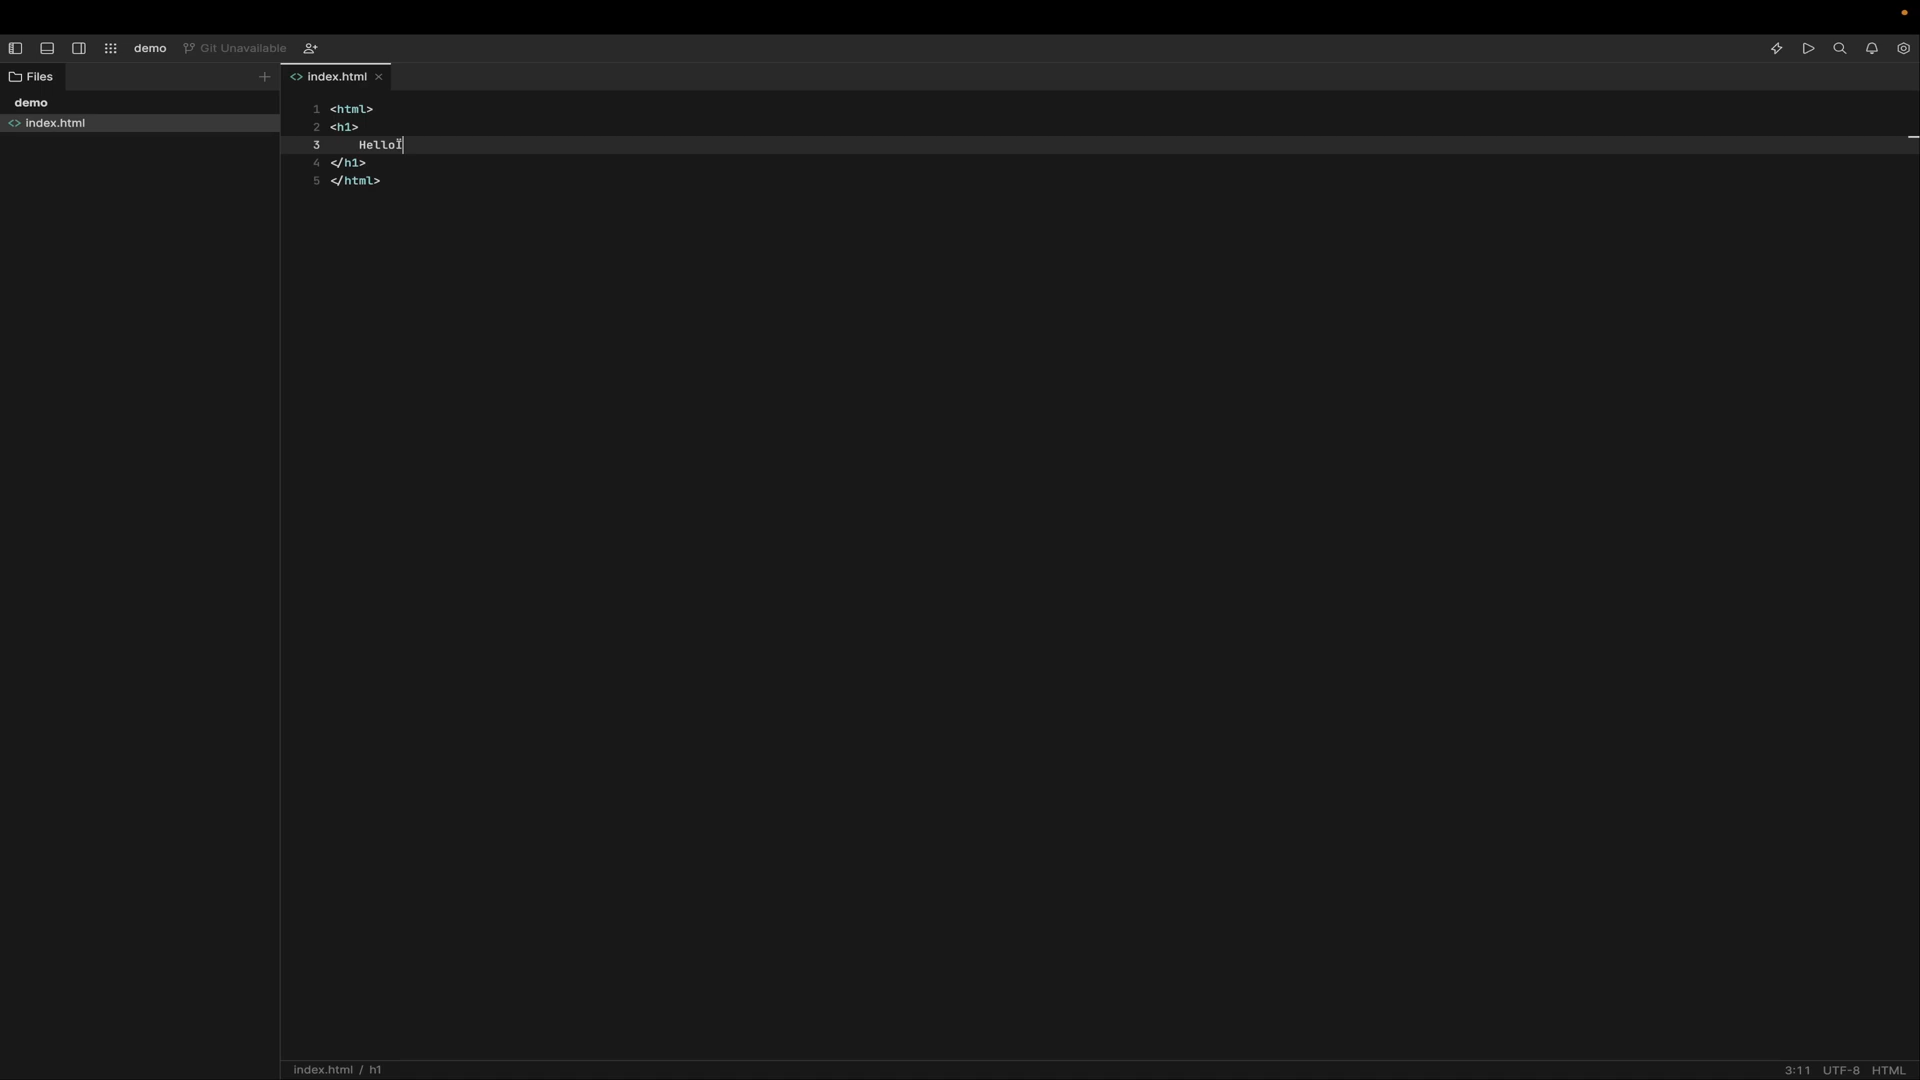 demo Git Unavailable
Files
index.html
demo
index.html
1 <html>
2 <h1>
3 Hello
4 </h1>
5 </html>
index.html / h1
3:11 UTF-8 HTML